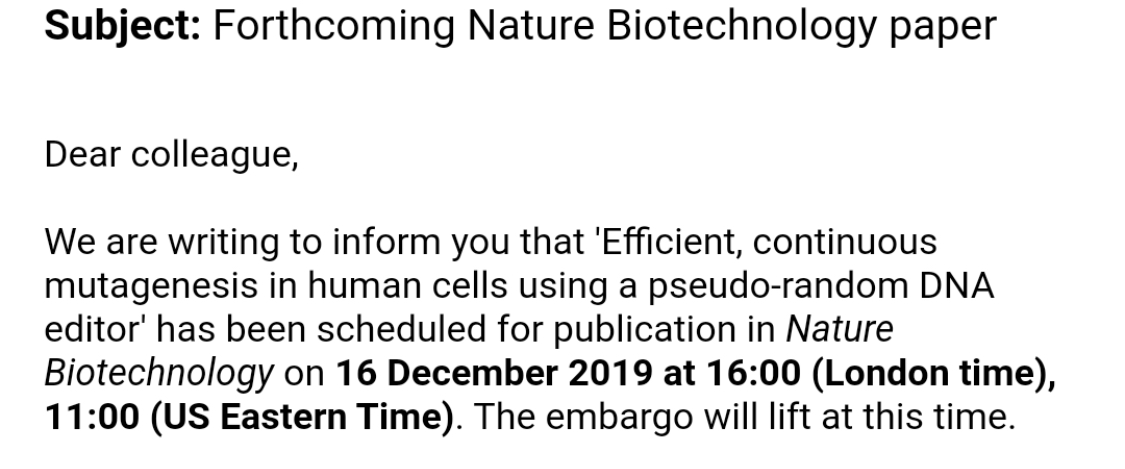 Subject: Forthcoming Nature Biotechnology paper
Dear colleague,
We are writing to inform you that 'Efficient, continuous
mutagenesis in human cells using a pseudo-random DNA
editor' has been scheduled for publication in Nature
Biotechnology on 16 December 2019 at 16:00 (London time),
11:00 (US Eastern Time). The embargo will lift at this time.